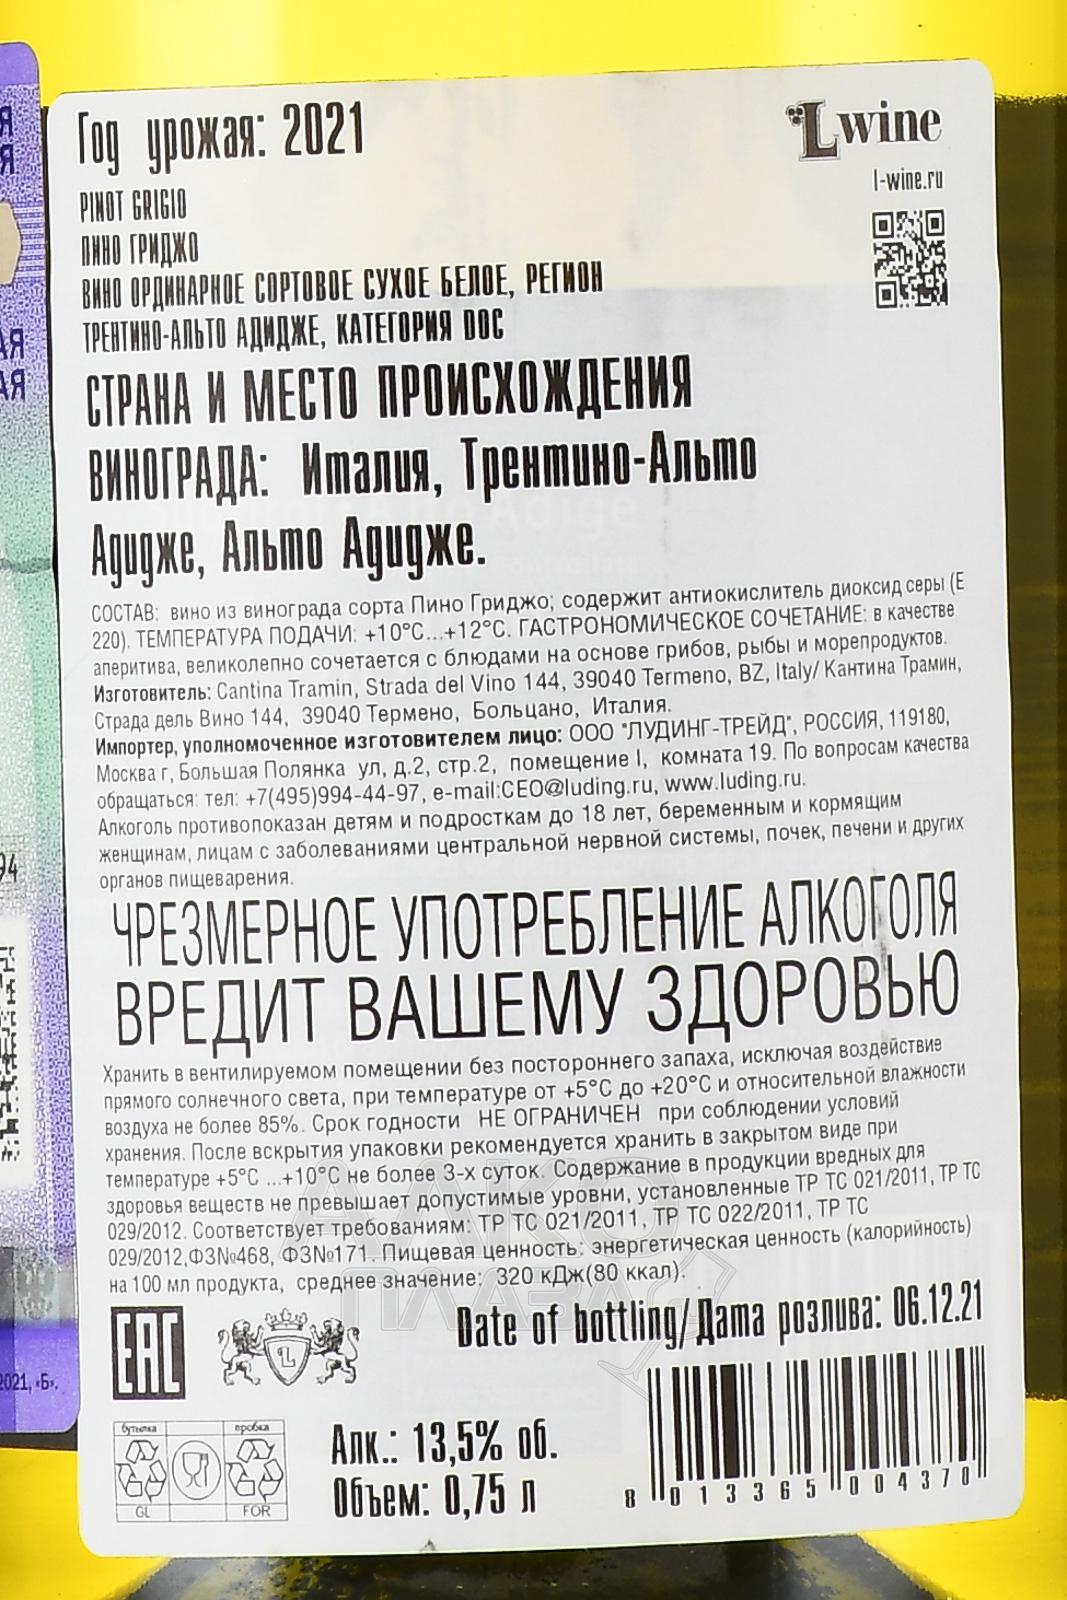 Год урожая: 2021
L wine
l-wine.ru
PINOT GRIGIO
ПИНО ГРИДЖО
ВИНО ОРДИНАРНОЕ СОРТОВОЕ СУХОЕ БЕЛОЕ, РЕГИОН
ТРЕНТИНО-АЛЬТО АДИДЖЕ, КАТЕГОРИЯ DOC
СТРАНА И МЕСТО ПРОИСХОЖДЕНИЯ
ВИНОГРАДА: Италия, Трентино-Альто
Адидже, Альто Адидже.
СОСТАВ: вино из винограда сорта Пино Гриджо; содержит антиокислитель диоксид серы (Е
220). ТЕМПЕРАТУРА ПОДАЧИ: +10°С...+12°С. ГАСТРОНОМИЧЕСКОЕ СОЧЕТАНИЕ: в качестве
аперитива, великолепно сочетается с блюдами на основе грибов, рыбы и морепродуктов.
Изготовитель: Cantina Tramin, Strada del Vino 144, 39040 Termeno, BZ, Italy/ Кантина Трамин,
Страда дель Вино 144, 39040 Термено, Больцано, Италия.
Импортер, уполномоченное изготовителем лицо: ООО "ЛУДИНГ-ТРЕЙД", РОССИЯ, 119180,
Москва г, Большая Полянка ул, д.2, стр.2, помещение I, комната 19. По вопросам качества
обращаться: тел: +7(495)994-44-97, e-mail:CEO@luding.ru, www.luding.ru.
Алкоголь противопоказан детям и подросткам до 18 лет, беременным и кормящим
женщинам, лицам с заболеваниями центральной нервной системы, почек, печени и других
органов пищеварения.
ЧРЕЗМЕРНОЕ УПОТРЕБЛЕНИЕ АЛКОГОЛЯ
ВРЕДИТ ВАШЕМУ ЗДОРОВЬЮ
Хранить в вентилируемом помещении без постороннего запаха, исключая воздействие
прямого солнечного света, при температуре от +5°С до +20°С и относительной влажности
воздуха не более 85%. Срок годности НЕ ОГРАНИЧЕН при соблюдении условий
хранения. После вскрытия упаковки рекомендуется хранить в закрытом виде при
температуре +5°С ...+10°С не более 3-х суток. Содержание в продукции вредных для
здоровья веществ не превышает допустимые уровни, установленные ТР ТС 021/2011, ТР ТС
029/2012. Соответствует требованиям: ТР ТС 021/2011, ТР ТС 022/2011, ТР ТС
029/2012,ФЗ№468, ФЗ№171. Пищевая ценность: энергетическая ценность (калорийность)
на 100 мл продукта, среднее значение: 320 кДж(80 ккал).
EAC
L
Date of bottling/Дата розлива: 06.12.21
бутылка
пробка
GL
FOR
Алк.: 13,5% об.
Объем: 0,75 л
8 013365 004370
АЛКО
ПЛАЗА
94
2021, «Б».